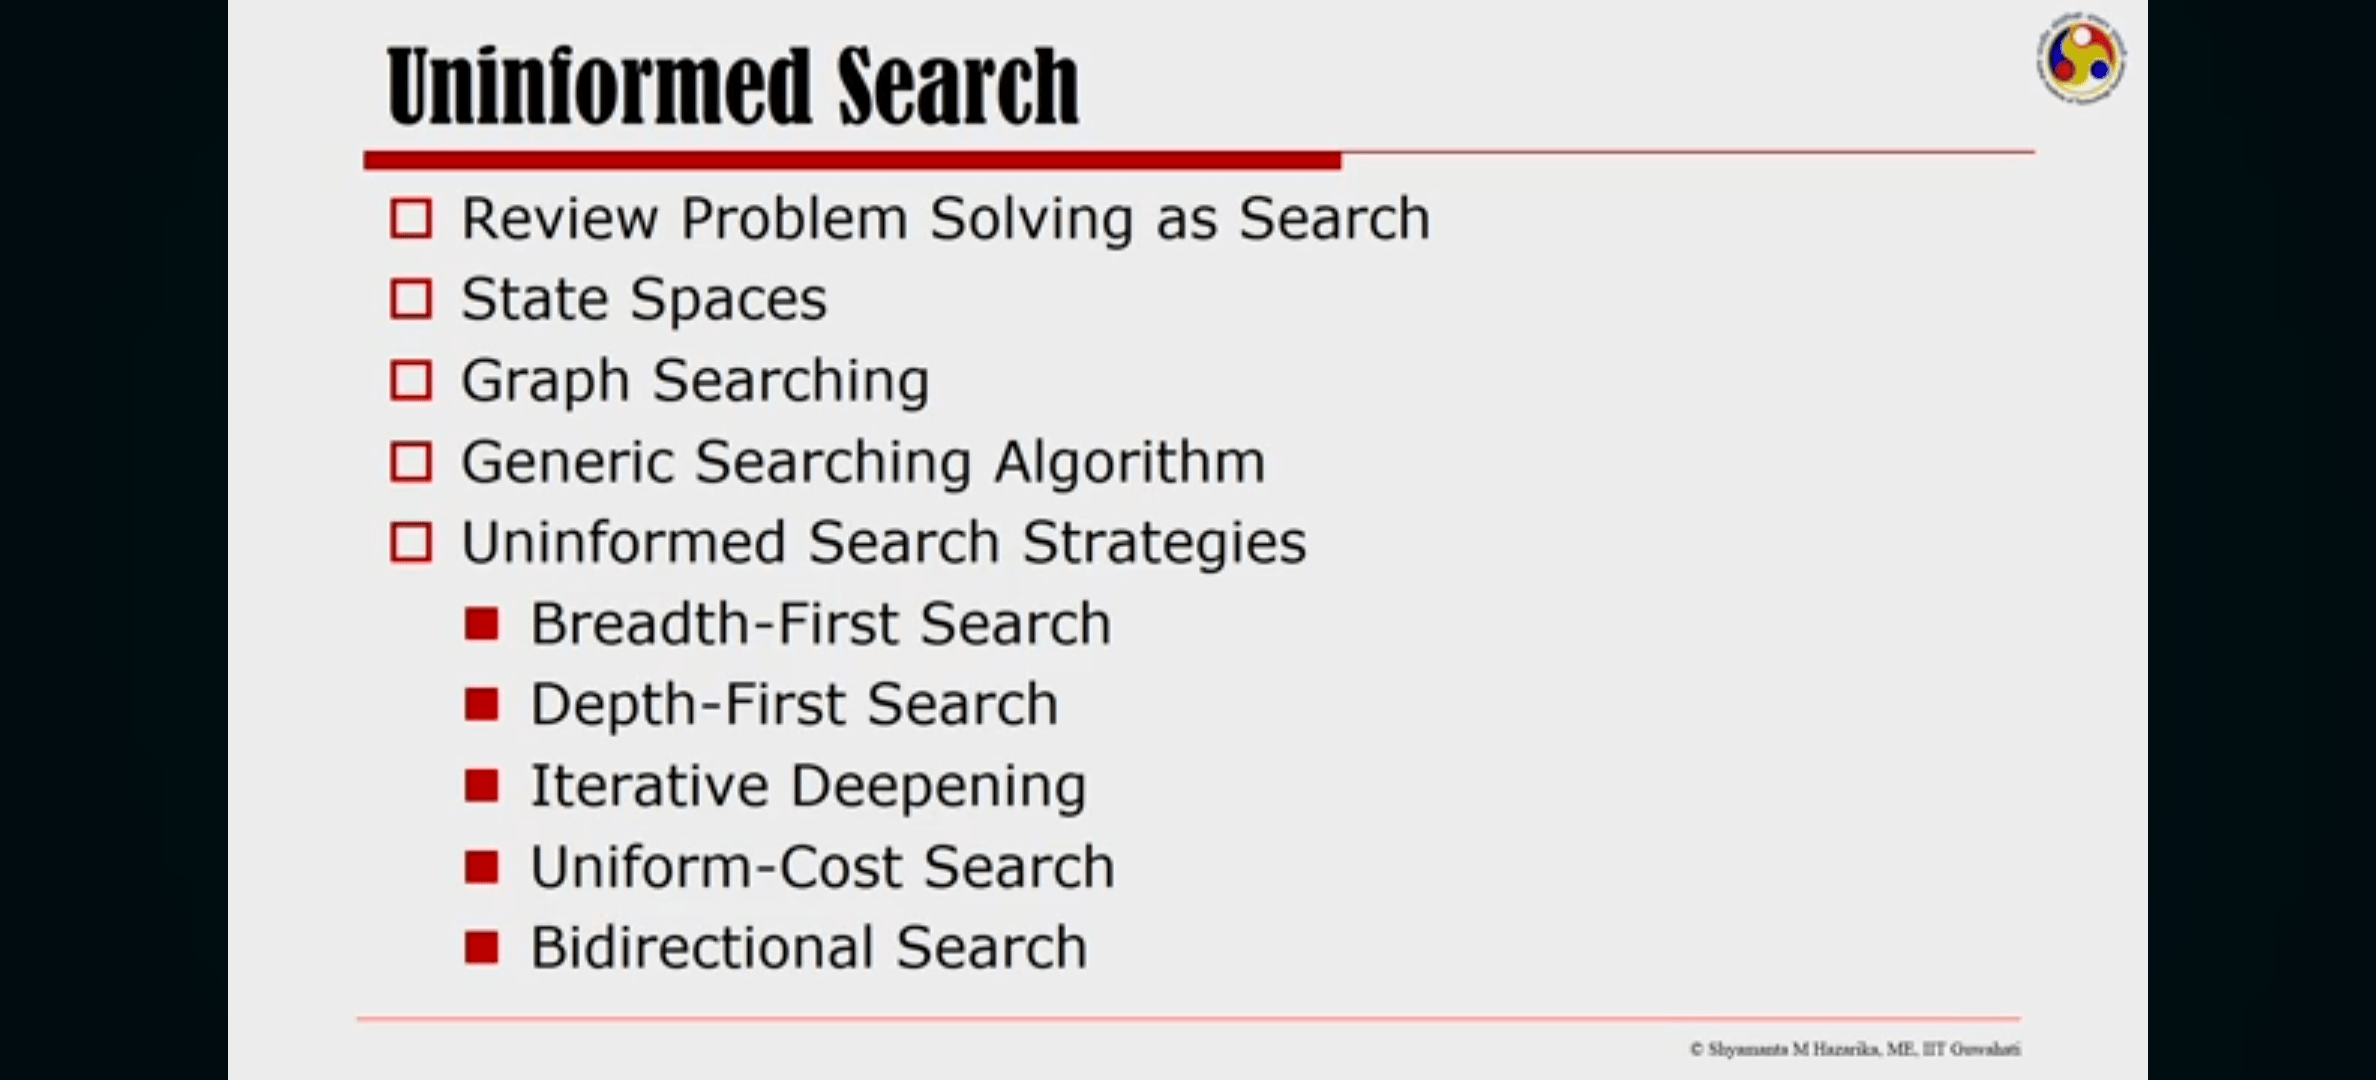 Uninformed Search
Review Problem Solving as Search
State Spaces
Graph Searching
Generic Searching Algorithm
Uninformed Search Strategies
Breadth-First Search
Depth-First Search
Iterative Deepening
Uniform-Cost Search
Bidirectional Search
© Shyamanta M Hazarika, ME, IIT Guwahati